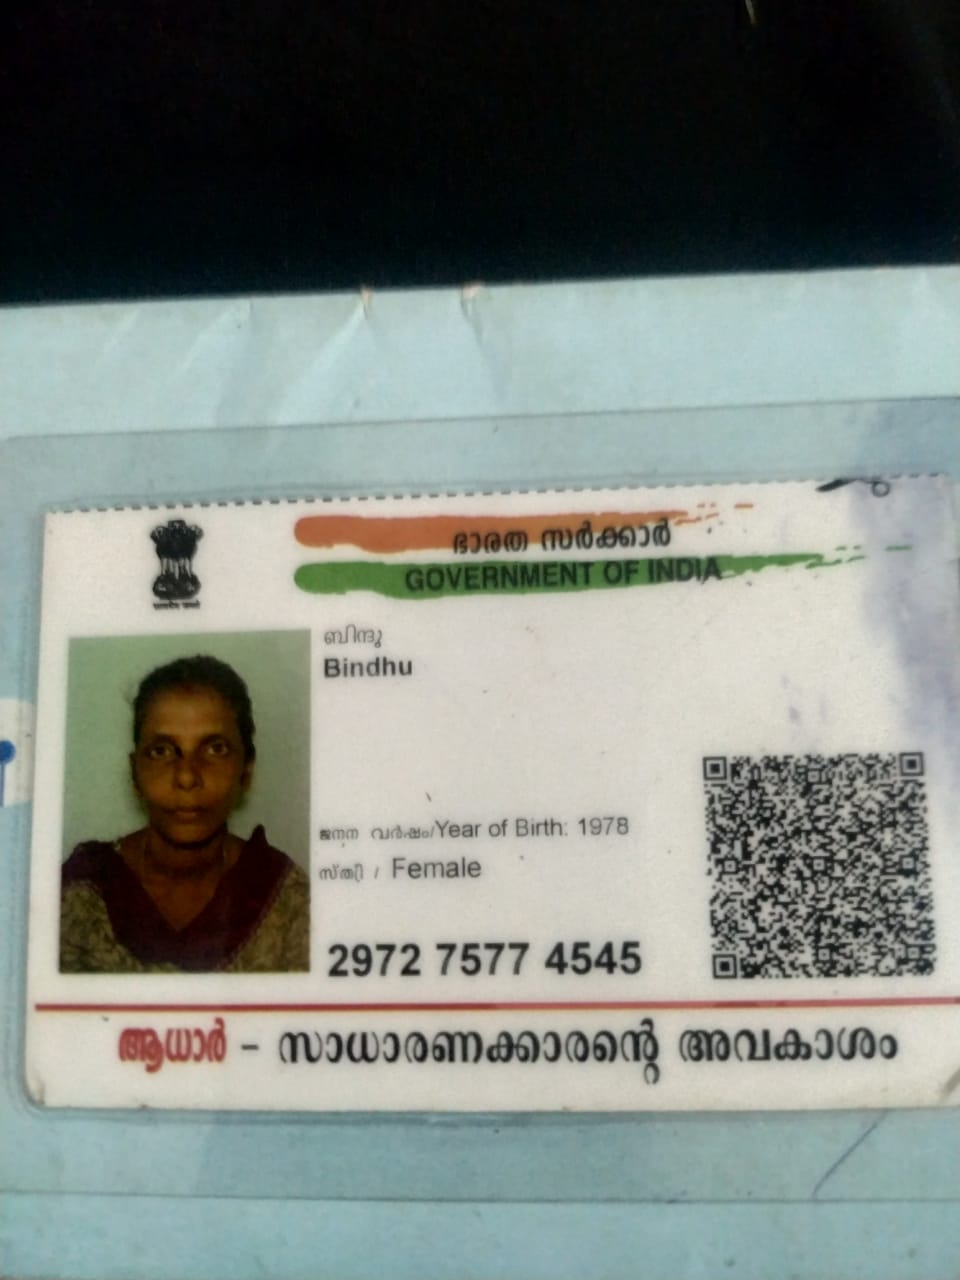 ഭാരത സർക്കാർ
GOVERNMENT OF INDIA
ബിന്ദു
Bindhu
ജനന വർഷം/Year of Birth: 1978
സ്ത്രീ / Female
2972 7577 4545
ആധാർ – സാധാരണക്കാരന്റെ അവകാശം